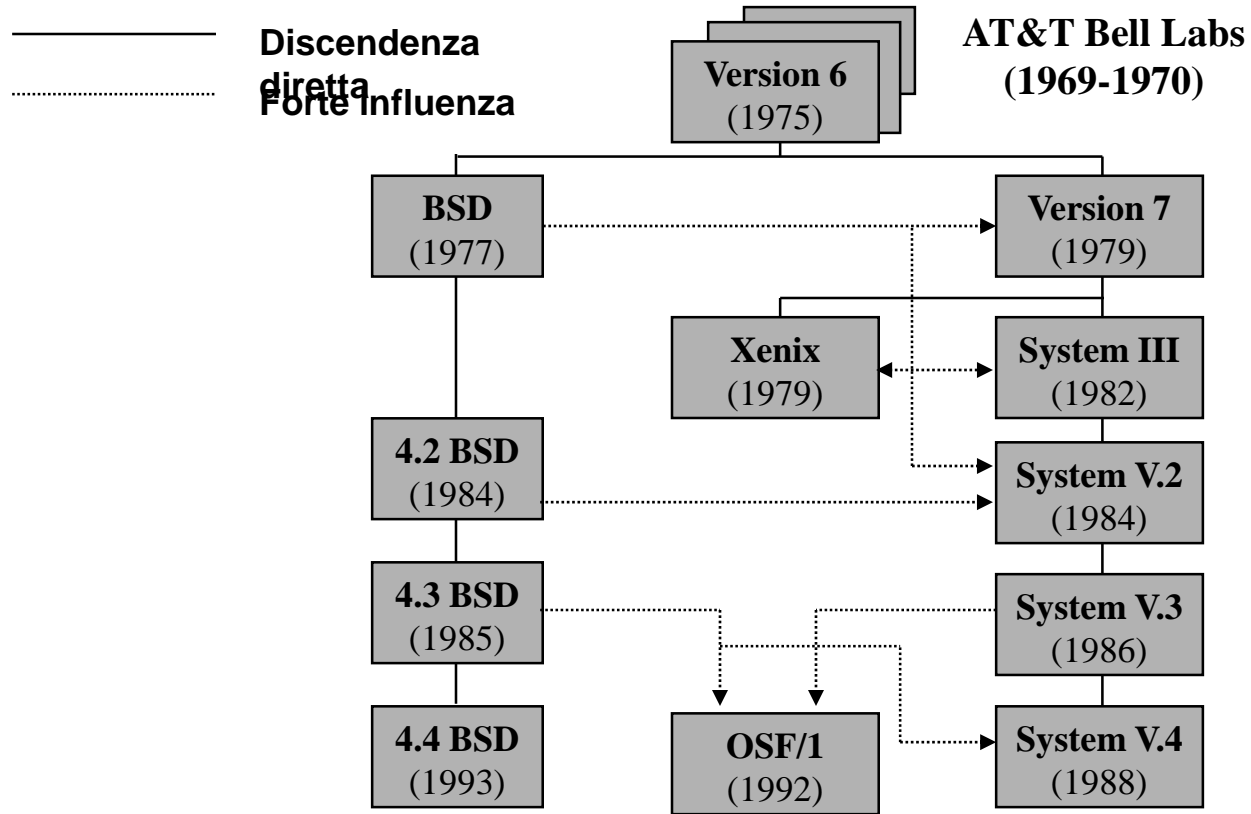 Discendenza
diretta
Forte influenza
AT&T Bell Labs
(1969-1970)
Version 6
(1975)
BSD
(1977)
Version 7
(1979)
Xenix
(1979)
System III
(1982)
4.2 BSD
(1984)
System V.2
(1984)
4.3 BSD
(1985)
System V.3
(1986)
4.4 BSD
(1993)
OSF/1
(1992)
System V.4
(1988)